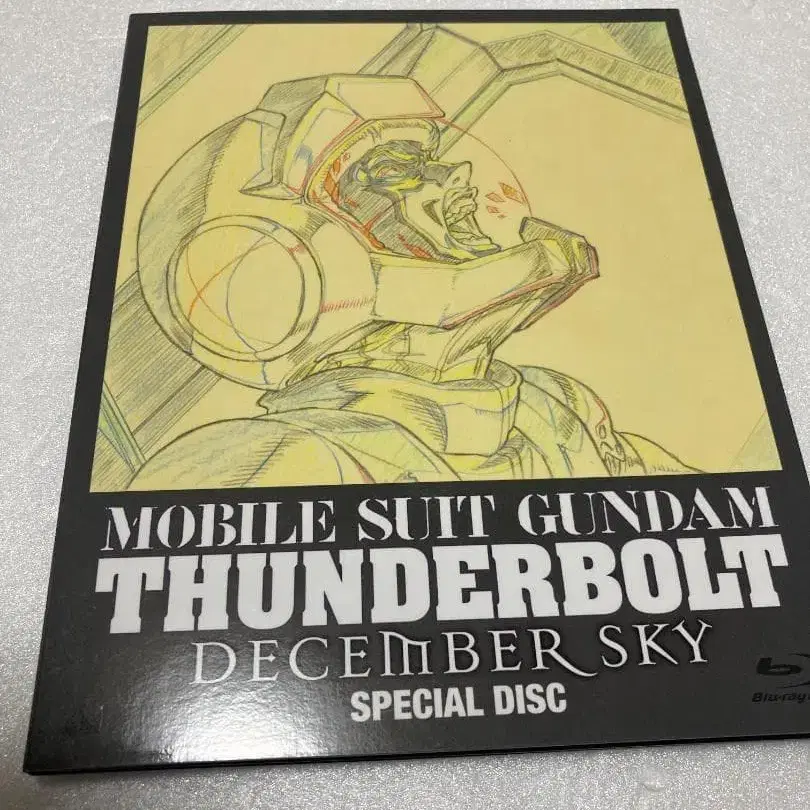 MOBILE SUIT GUNDAM
THUNDERBOLT
DECEMBER SKY
SPECIAL DISC
Blu-ray